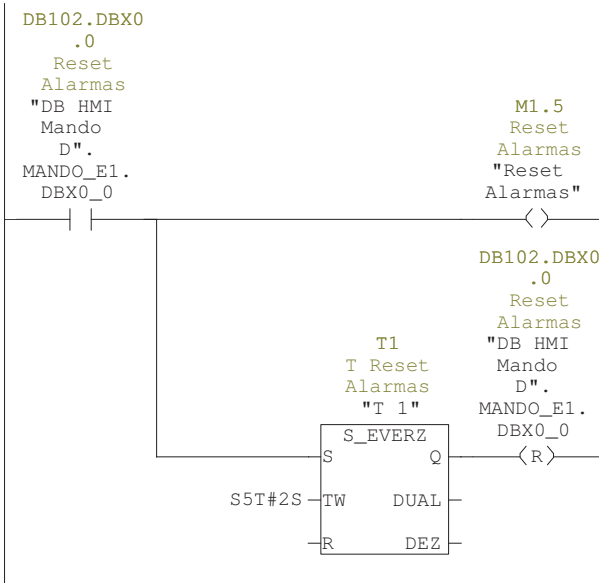 DB102.DBX0
.0
Reset
Alarmas
"DB HMI
Mando
D".
MANDO_E1.
DBX0_0
M1.5
Reset
Alarmas
"Reset
Alarmas"
DB102.DBX0
.0
Reset
Alarmas
"DB HMI
Mando
D".
MANDO_E1.
DBX0_0
R
T1
T Reset
Alarmas
"T 1"
S_EVERZ
S Q
S5T#2S TW DUAL
R DEZ